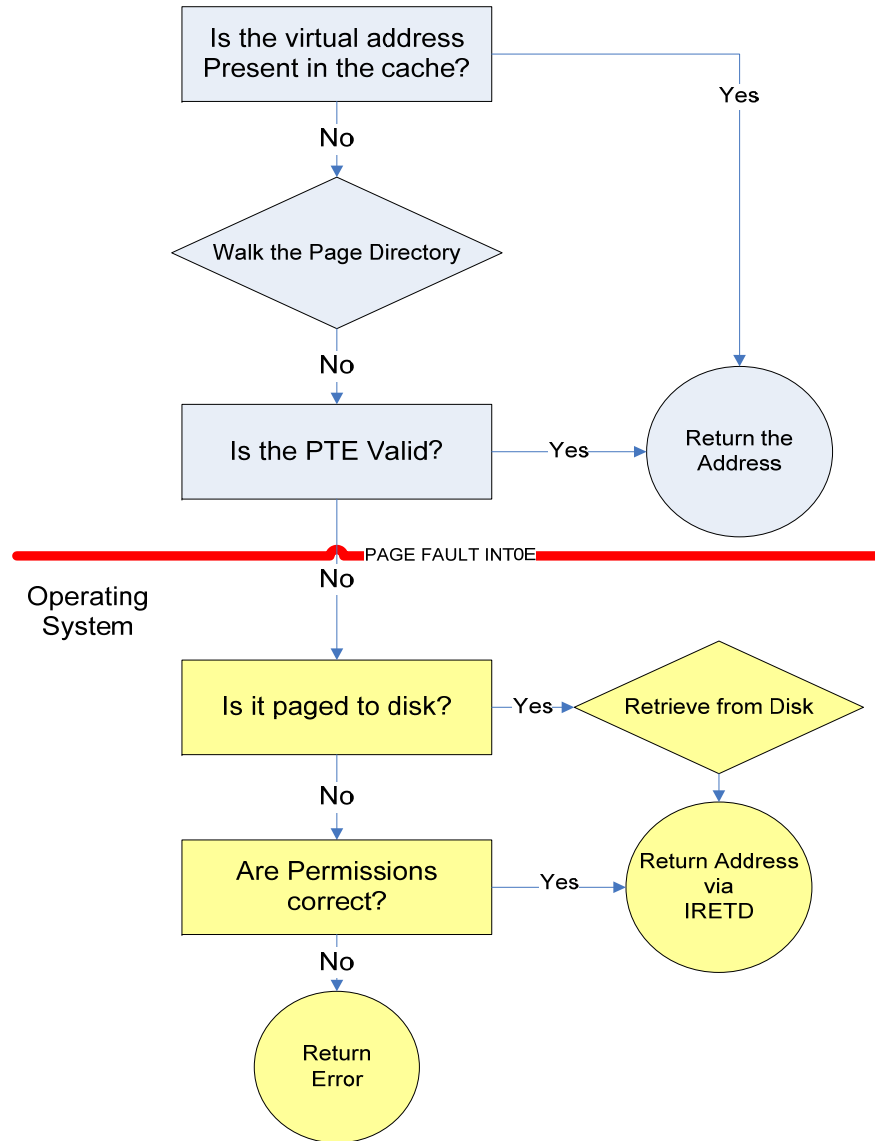 Is the virtual address
Present in the cache?
Yes
No
Walk the Page Directory
No
Is the PTE Valid?
Yes
Return the
Address
PAGE FAULT INT0E
No
Operating
System
Is it paged to disk?
Yes
Retrieve from Disk
No
Are Permissions
correct?
Yes
Return Address
via
IRETD
No
Return
Error